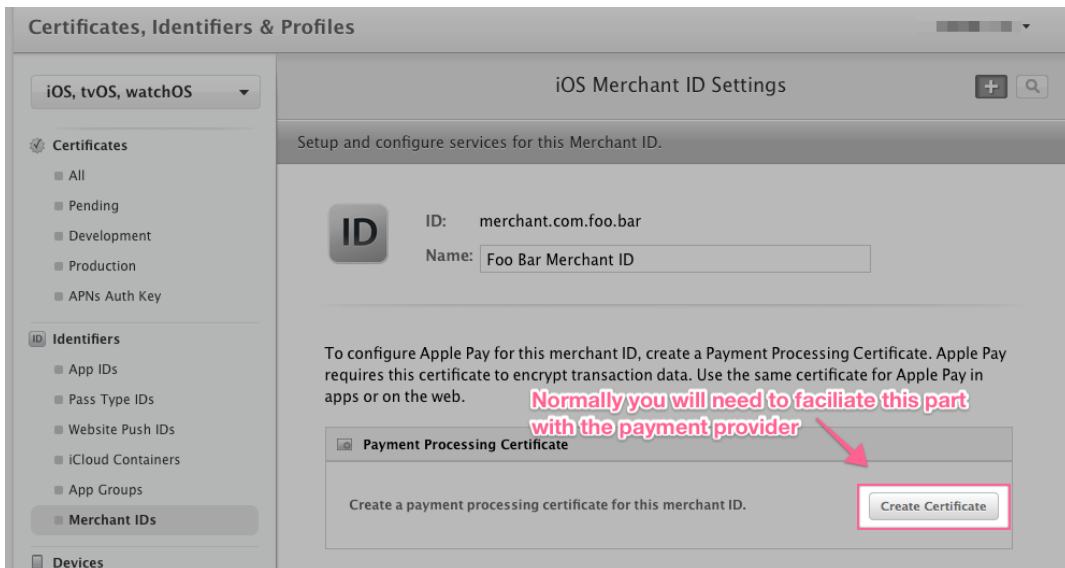 Certificates, Identifiers & Profiles
iOS, tvOS, watchOS
Certificates
All
Pending
Development
Production
APNs Auth Key
Identifiers
App IDs
Pass Type IDs
Website Push IDs
iCloud Containers
App Groups
Merchant IDs
Devices
iOS Merchant ID Settings
Setup and configure services for this Merchant ID.
ID
ID: merchant.com.foo.bar
Name: Foo Bar Merchant ID
To configure Apple Pay for this merchant ID, create a Payment Processing Certificate. Apple Pay
requires this certificate to encrypt transaction data. Use the same certificate for Apple Pay in
apps or on the web.
Normally you will need to faciliate this part
with the payment provider
Payment Processing Certificate
Create a payment processing certificate for this merchant ID.
Create Certificate